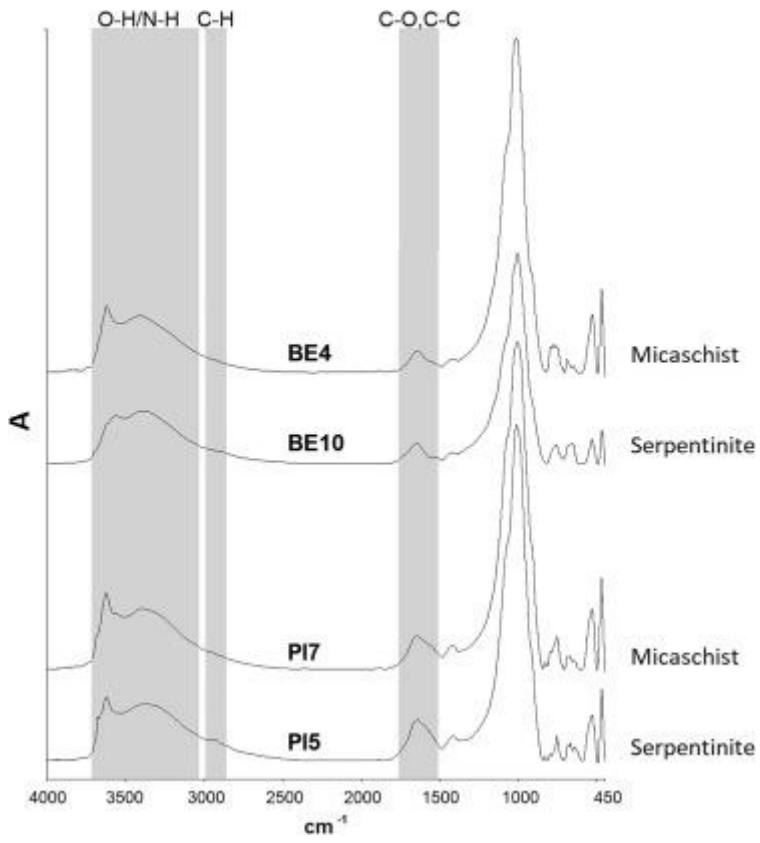 O-H/N-H C-H C-O,C-C
BE4 Micaschist
A
BE10 Serpentinite
PI7 Micaschist
PI5 Serpentinite
4000 3500 3000 2500 2000 1500 1000 450
cm-1